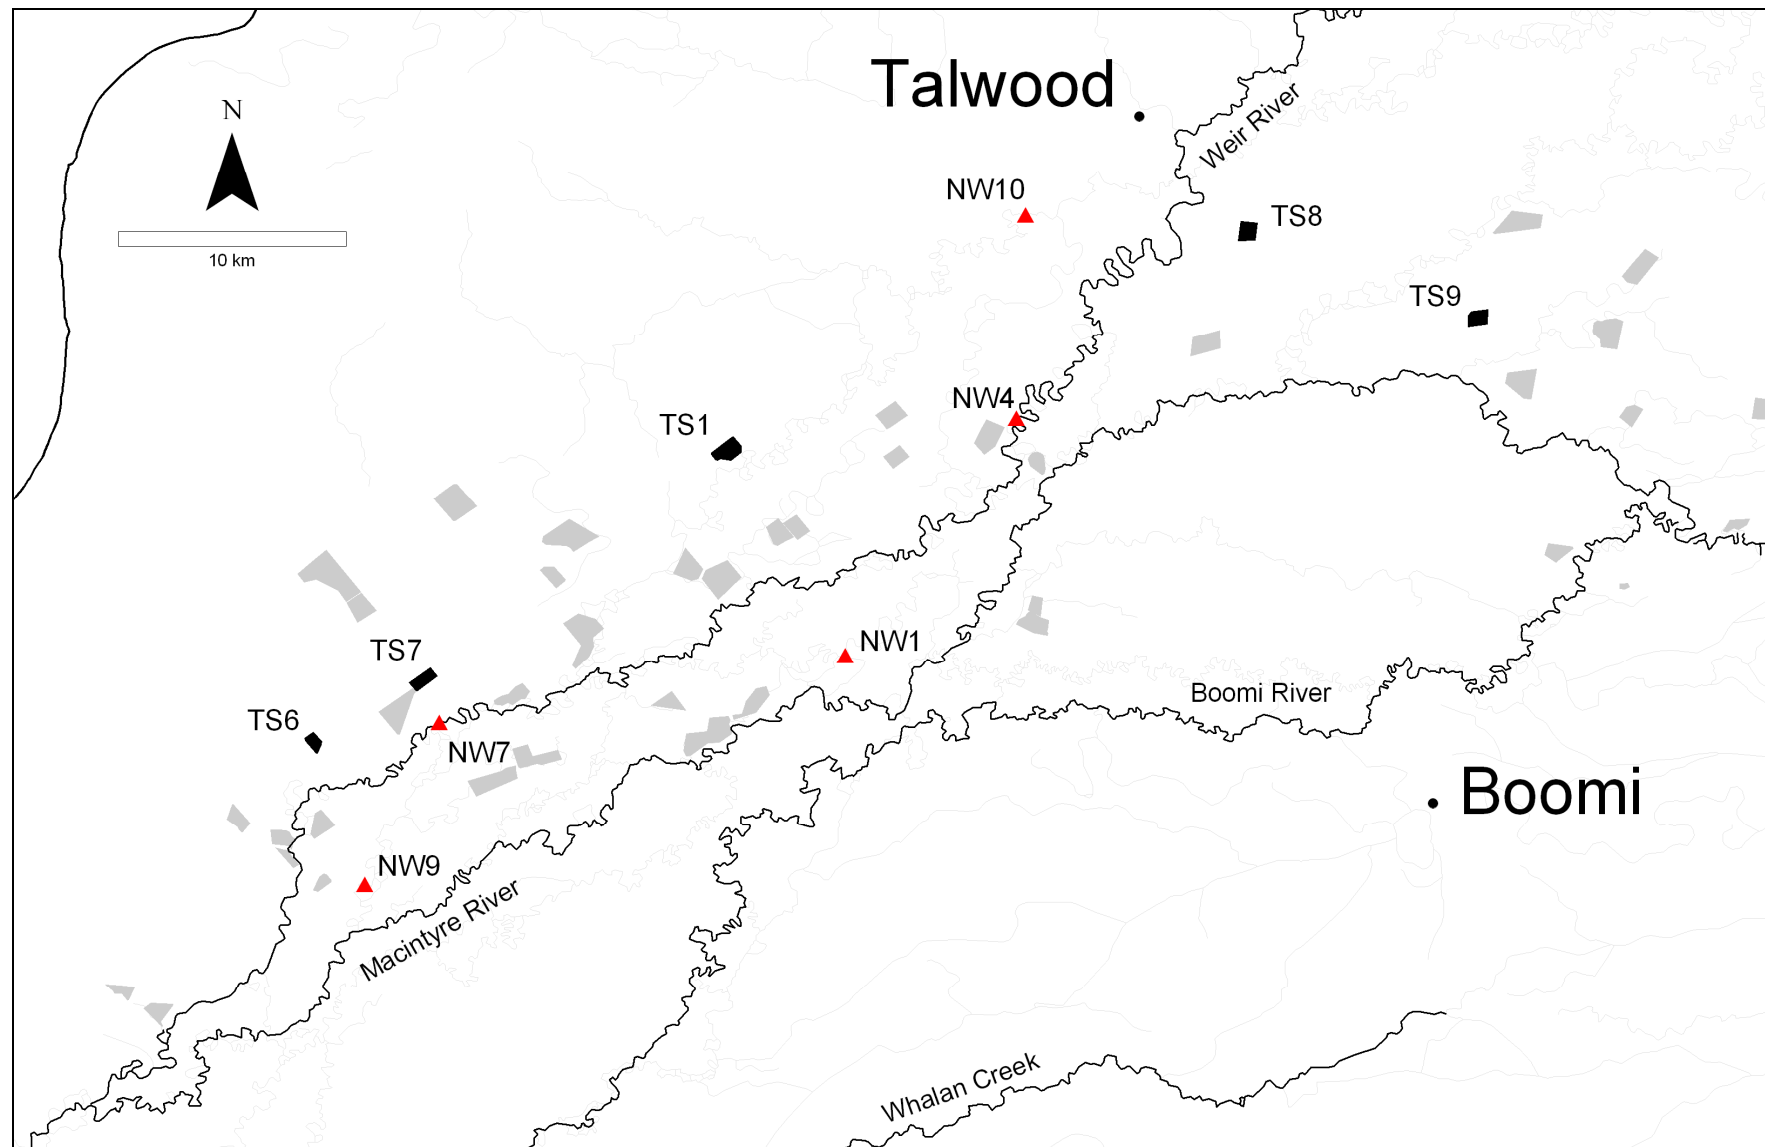 Talwood
N
Weir River
NW10
TS8
10 km
TS9
NW4
TS1
NW1
TS7
Boomi River
TS6
NW7
Boomi
NW9
Macintyre River
Whalan Creek